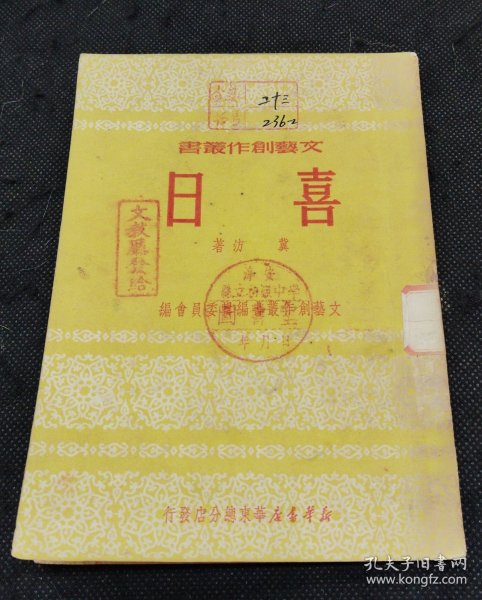 二十三
236-2
文藝創作叢書
喜日
冀汸著
文教廳發給
文藝創作叢書編輯委員會編
新華書店華東總分店發行
孔夫子旧书网
www.kongfz.com